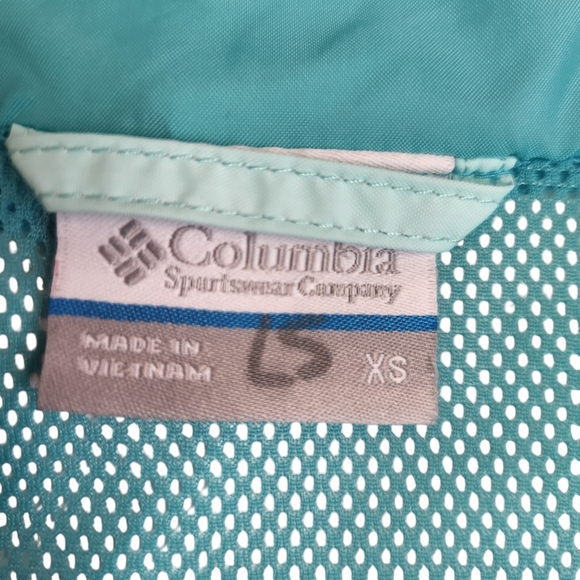 Columbia
Sportswear Company
MADE IN
VIETNAM
LS
XS